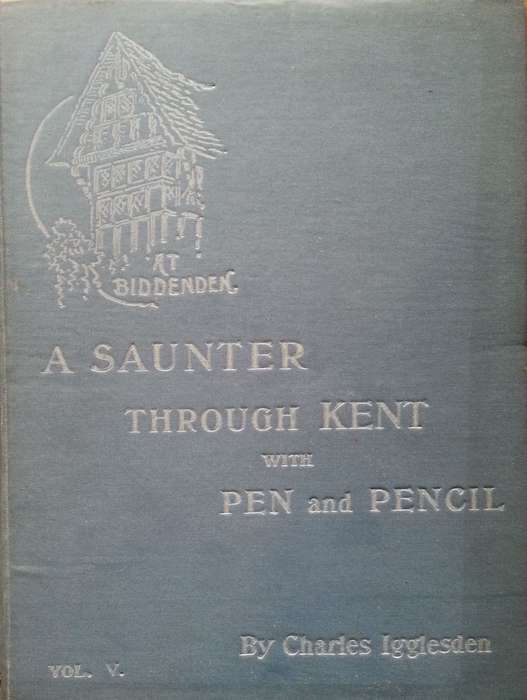 AT
BIDDENDEN.
A SAUNTER
THROUGH KENT
WITH
PEN and PENCIL
By Charles Igglesden
VOL. V.